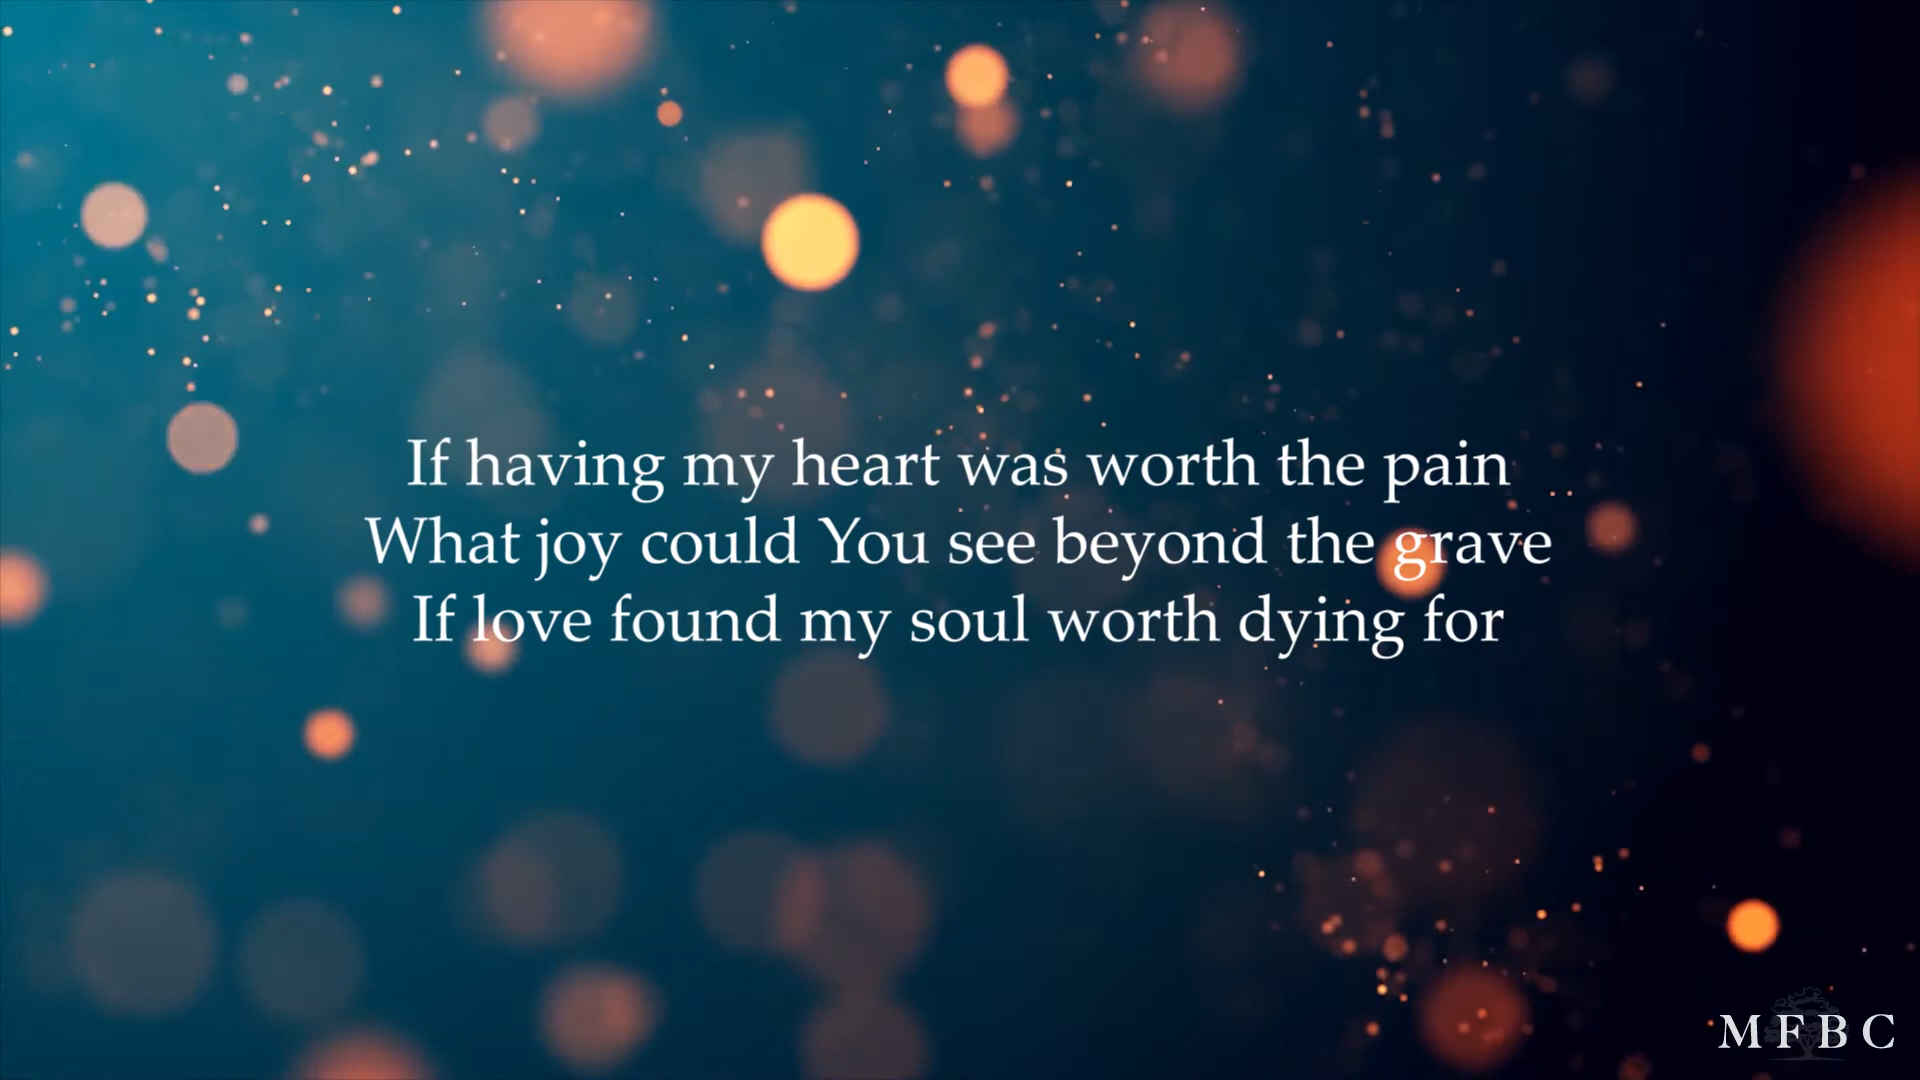 If having my heart was worth the pain
What joy could You see beyond the grave
If love found my soul worth dying for
MFBC